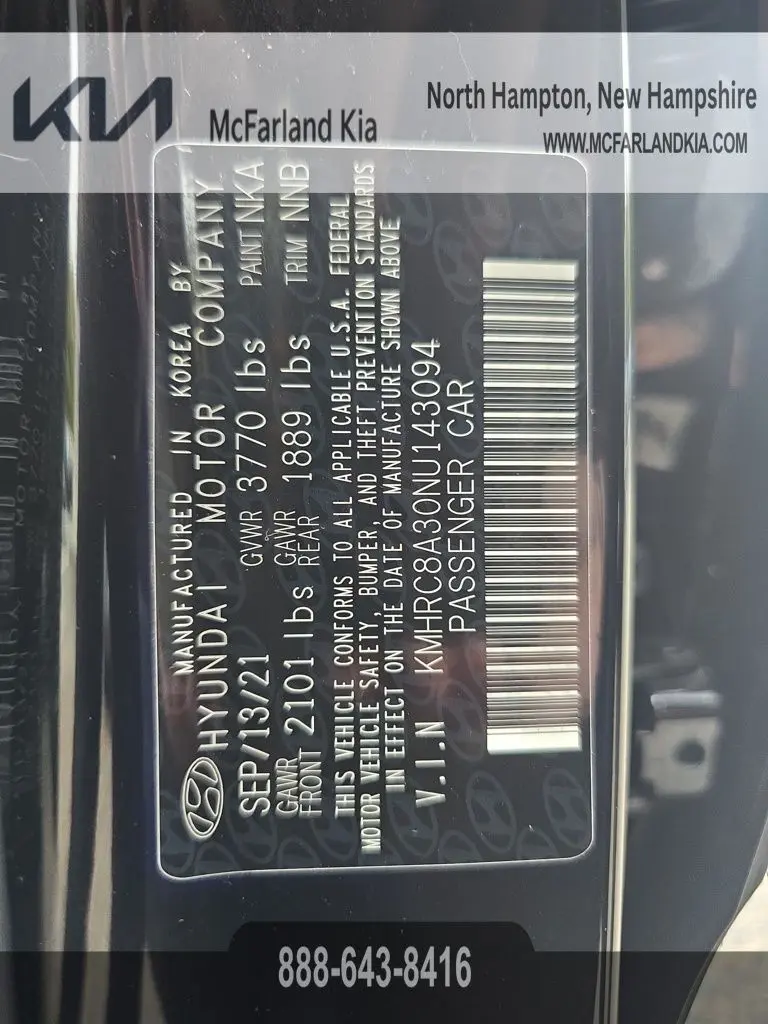 KIA
McFarland Kia
North Hampton, New Hampshire
WWW.MCFARLANDKIA.COM
MANUFACTURED IN KOREA BY
HYUNDAI MOTOR COMPANY
SEP/13/21 GVWR 3770 lbs PAINT NKA
GAWR FRONT 2101 lbs GAWR REAR 1889 lbs TRIM NNB
THIS VEHICLE CONFORMS TO ALL APPLICABLE U.S.A. FEDERAL
MOTOR VEHICLE SAFETY, BUMPER, AND THEFT PREVENTION STANDARDS
IN EFFECT ON THE DATE OF MANUFACTURE SHOWN ABOVE
V.I.N KMHRC8A30NU143094
PASSENGER CAR
888-643-8416